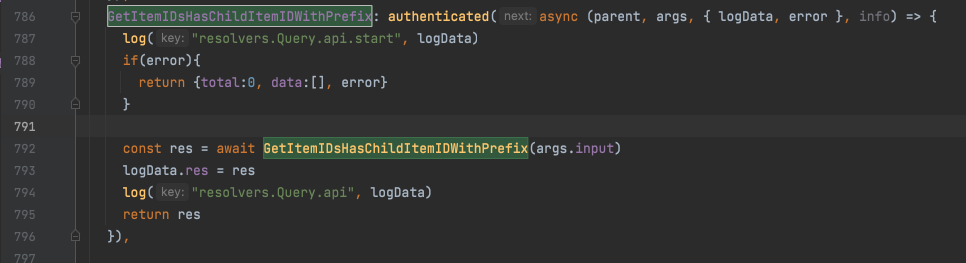 786 GetItemIDsHasChildItemIDWithPrefix: authenticated( next: async (parent, args, { logData, error }, info) => {
787 log( key: "resolvers.Query.api.start", logData)
788 if(error){
789 return {total:0, data:[], error}
790 }
791
792 const res = await GetItemIDsHasChildItemIDWithPrefix(args.input)
793 logData.res = res
794 log( key: "resolvers.Query.api", logData)
795 return res
796 }),
797